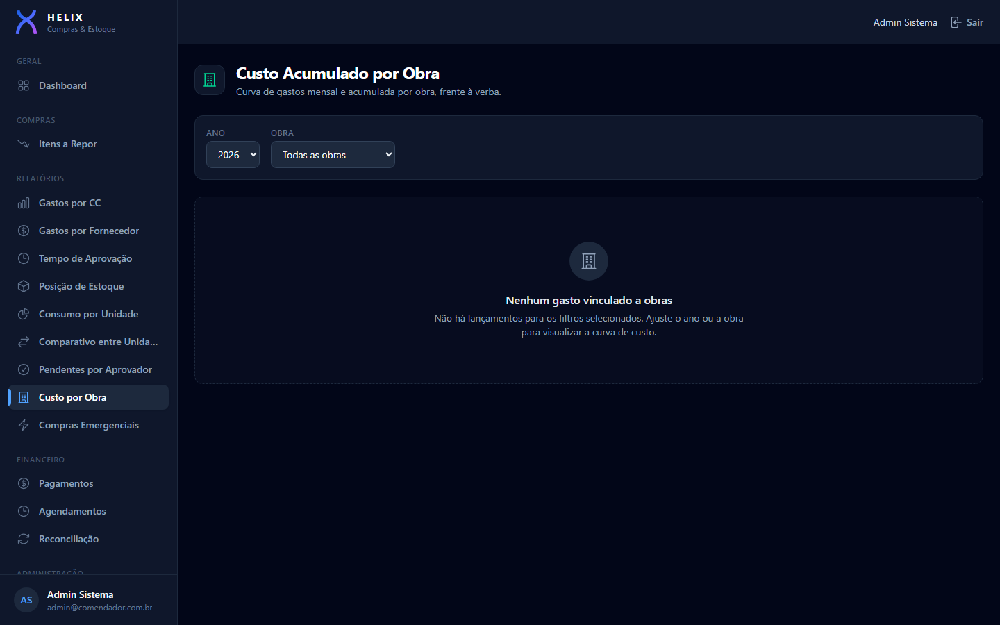 HELIX
Compras & Estoque
Admin Sistema
Sair
GERAL
Dashboard
COMPRAS
Itens a Repor
RELATÓRIOS
Gastos por CC
Gastos por Fornecedor
Tempo de Aprovação
Posição de Estoque
Consumo por Unidade
Comparativo entre Unida...
Pendentes por Aprovador
Custo por Obra
Compras Emergenciais
FINANCEIRO
Pagamentos
Agendamentos
Reconciliação
ADMINISTRAÇÃO
AS
Admin Sistema
admin@comendador.com.br
Custo Acumulado por Obra
Curva de gastos mensal e acumulada por obra, frente à verba.
ANO
OBRA
2026
Todas as obras
Nenhum gasto vinculado a obras
Não há lançamentos para os filtros selecionados. Ajuste o ano ou a obra
para visualizar a curva de custo.